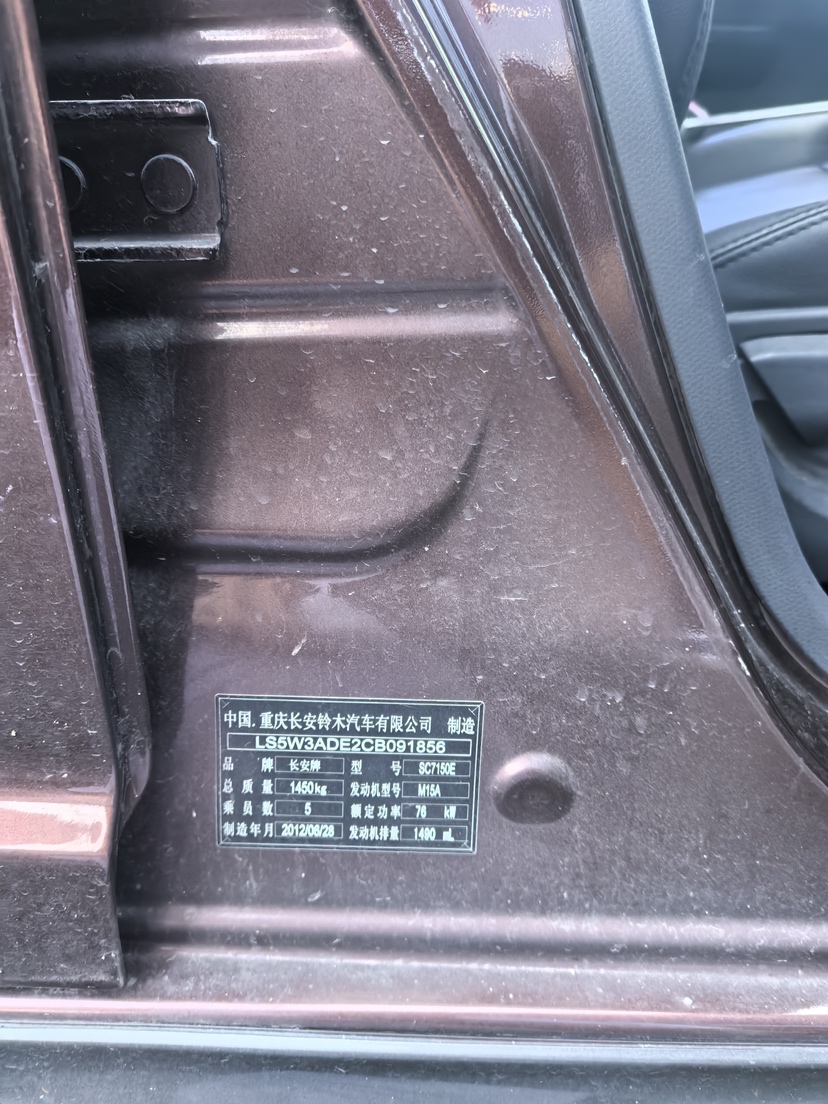 中国.重庆长安铃木汽车有限公司 制造
LS5W3ADE2CB091856
品牌 长安牌 型号 SC7150E
总质量 1450kg 发动机型号 M15A
乘员数 5 额定功率 76 kW
制造年月 2012/06/28 发动机排量 1490 mL